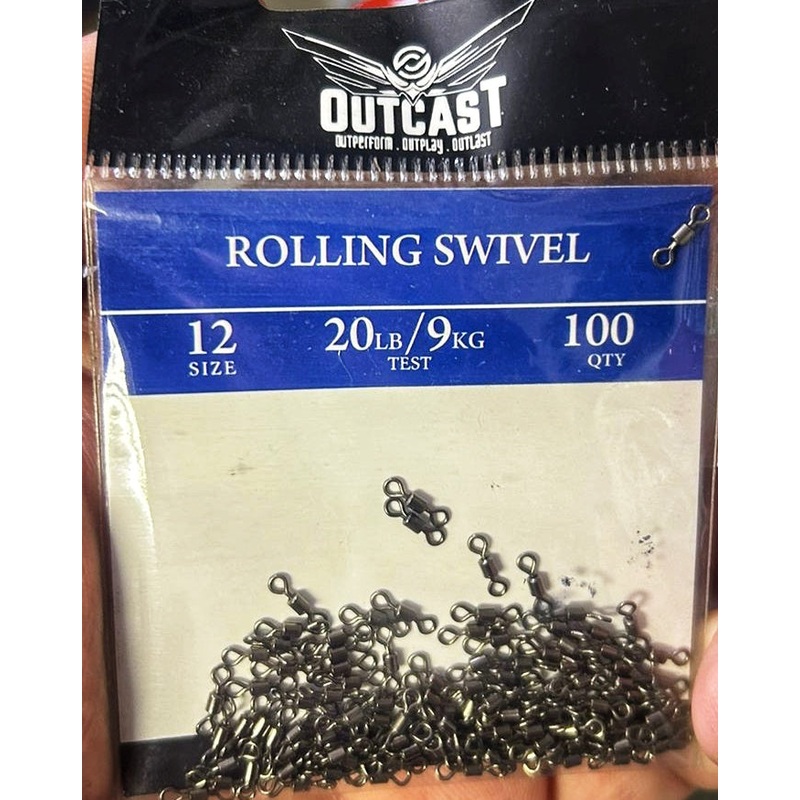 OUTCAST
OUTPERFORM . OUTPLAY . OUTLAST
ROLLING SWIVEL
12 20LB/9KG 100
SIZE TEST QTY